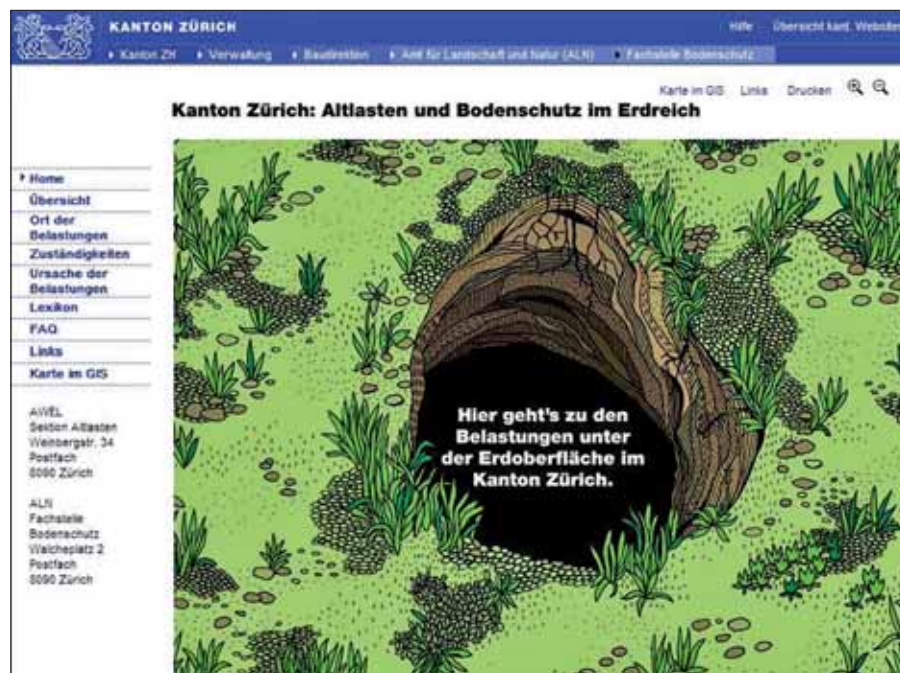 KANTON ZÜRICH
Hilfe Übersicht kant. Websites
Kanton ZH Verwaltung Baudirektion Amt für Landschaft und Natur (ALN) Fachstelle Bodenschutz
Karte in GIS Links Drucken
Kanton Zürich: Altlasten und Bodenschutz im Erdreich
Home
Übersicht
Ort der
Belastungen
Zuständigkeiten
Ursache der
Belastungen
Lexikon
FAQ
Links
Karte im GIS
AWEL
Sektion Altlasten
Weinbergstr. 34
Postfach
8090 Zürich
ALN
Fachstelle
Bodenschutz
Walcheplatz 2
Postfach
8090 Zürich
Hier geht's zu den
Belastungen unter
der Erdoberfläche im
Kanton Zürich.